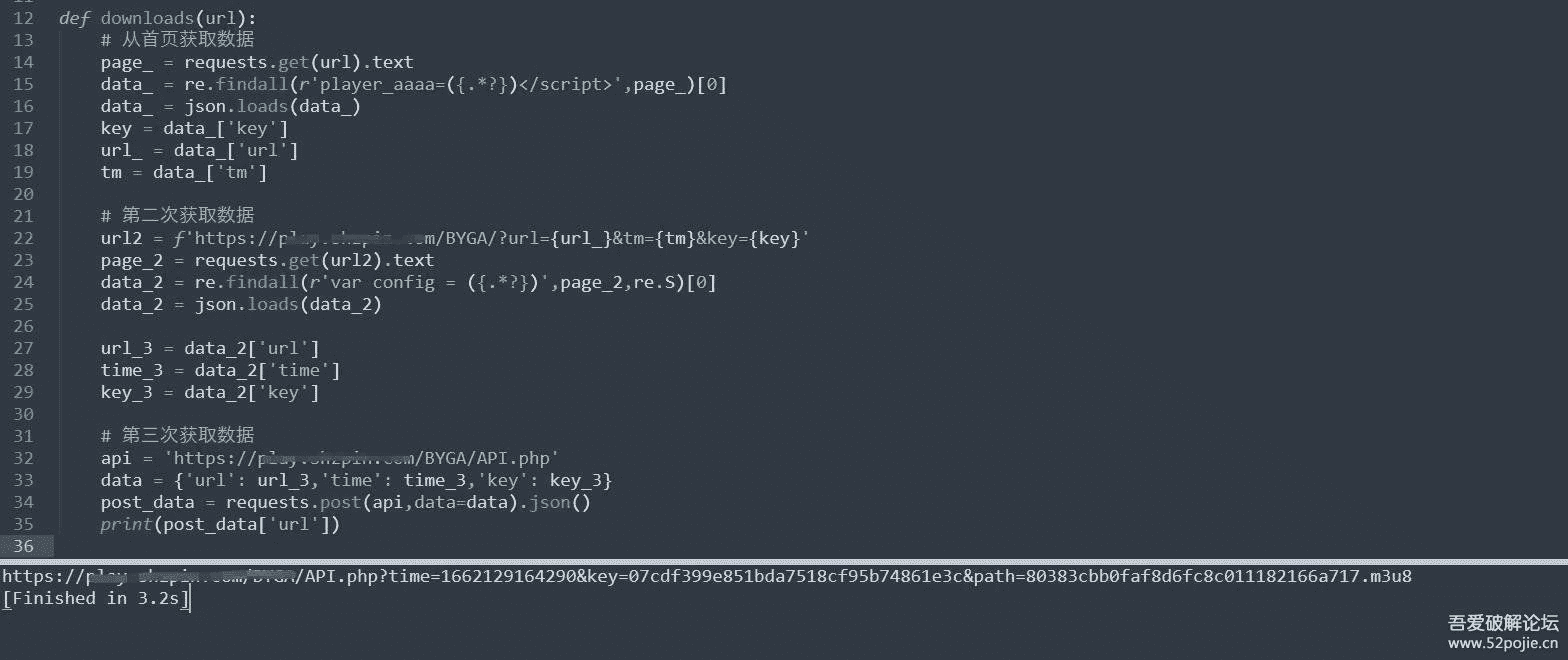 12 def downloads(url):
13 # 从首页获取数据
14 page_ = requests.get(url).text
15 data_ = re.findall(r'player_aaaa=({.*?})</script>',page_)[0]
16 data_ = json.loads(data_)
17 key = data_['key']
18 url_ = data_['url']
19 tm = data_['tm']
20
21 # 第二次获取数据
22 url2 = f'https:///BYGA/?url={url_}&tm={tm}&key={key}'
23 page_2 = requests.get(url2).text
24 data_2 = re.findall(r'var config = ({.*?})',page_2,re.S)[0]
25 data_2 = json.loads(data_2)
26
27 url_3 = data_2['url']
28 time_3 = data_2['time']
29 key_3 = data_2['key']
30
31 # 第三次获取数据
32 api = 'https:///BYGA/API.php'
33 data = {'url': url_3,'time': time_3,'key': key_3}
34 post_data = requests.post(api,data=data).json()
35 print(post_data['url'])
36
https:///API.php?time=1662129164290&key=07cdf399e851bda7518cf95b74861e3c&path=80383cbb0faf8d6fc8c011182166a717.m3u8
[Finished in 3.2s]
吾爱破解论坛
www.52pojie.cn